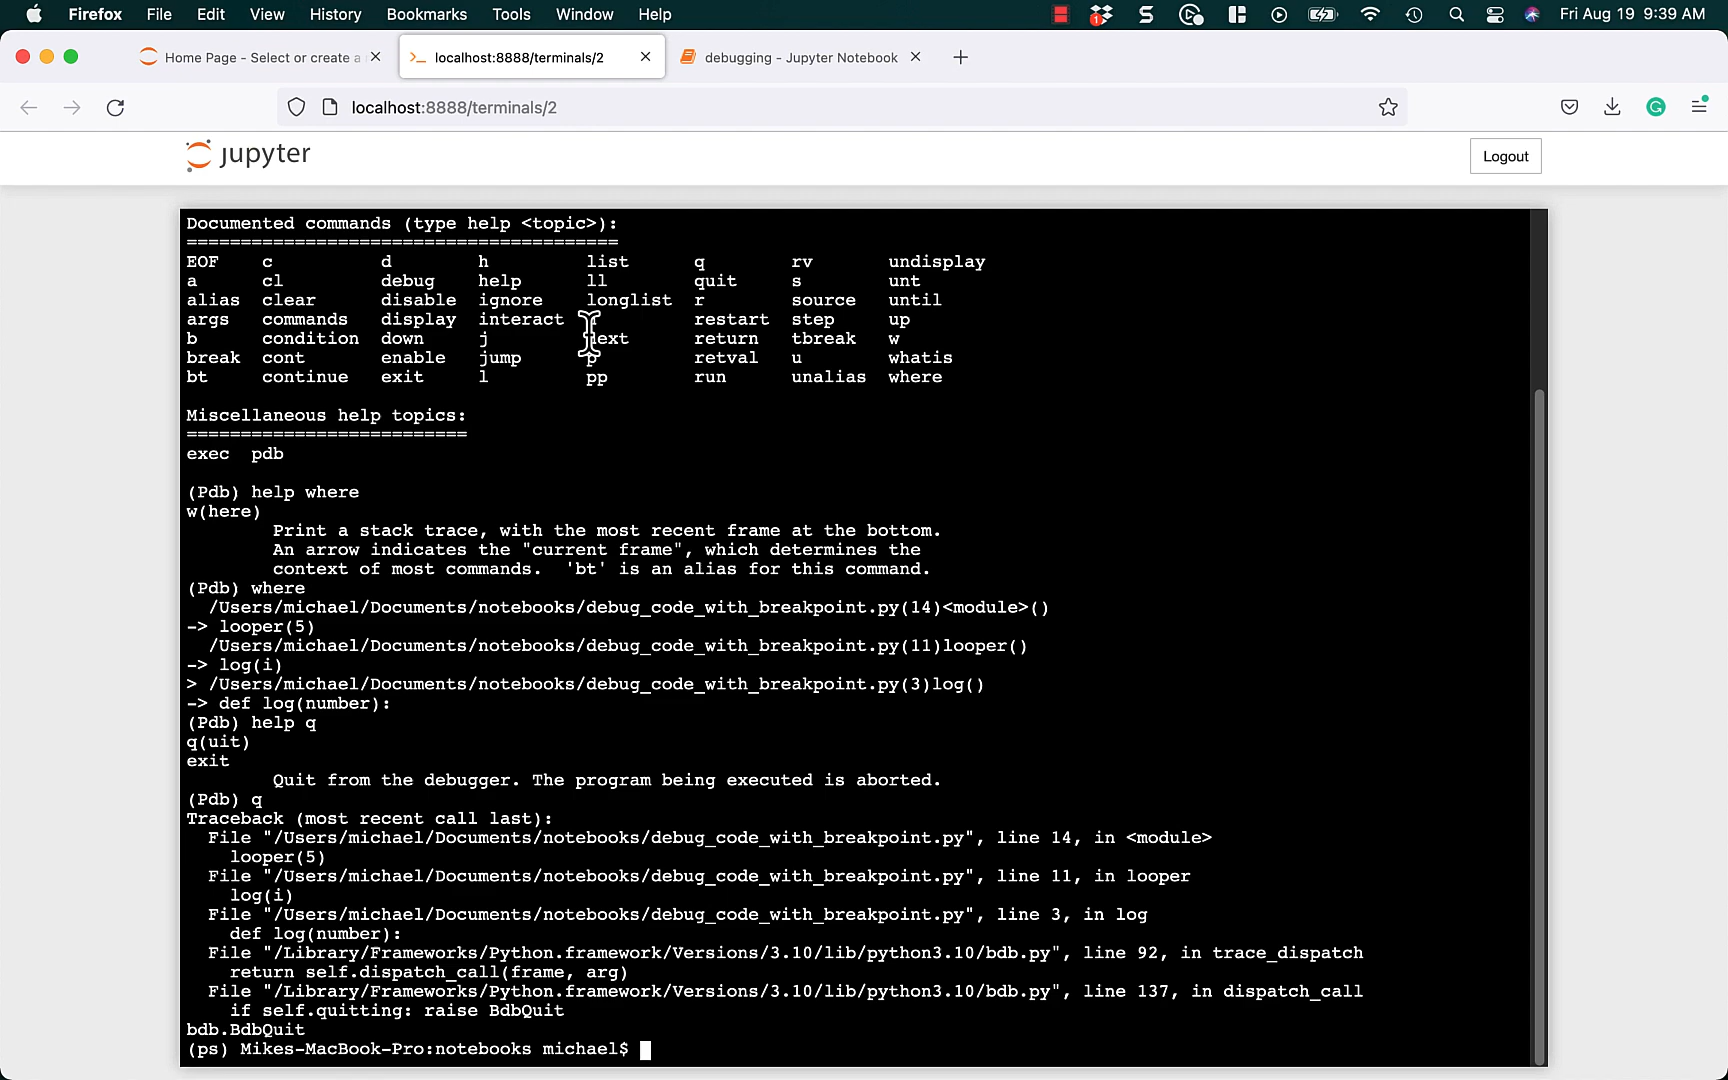 Firefox File Edit View History Bookmarks Tools Window Help Fri Aug 19 9:39 AM
Home Page - Select or create a
localhost:8888/terminals/2
debugging - Jupyter Notebook
localhost:8888/terminals/2
jupyter
Logout
Documented commands (type help <topic>):
========================================
EOF c d h list q rv undisplay
a cl debug help ll quit s unt
alias clear disable ignore longlist r source until
args commands display interact restart step up
b condition down j next return tbreak w
break cont enable jump p retval u whatis
bt continue exit l pp run unalias where
Miscellaneous help topics:
==========================
exec pdb
(Pdb) help where
w(here)
Print a stack trace, with the most recent frame at the bottom.
An arrow indicates the "current frame", which determines the
context of most commands. 'bt' is an alias for this command.
(Pdb) where
/Users/michael/Documents/notebooks/debug_code_with_breakpoint.py(14)<module>()
-> looper(5)
/Users/michael/Documents/notebooks/debug_code_with_breakpoint.py(11)looper()
-> log(i)
> /Users/michael/Documents/notebooks/debug_code_with_breakpoint.py(3)log()
-> def log(number):
(Pdb) help q
q(uit)
exit
Quit from the debugger. The program being executed is aborted.
(Pdb) q
Traceback (most recent call last):
File "/Users/michael/Documents/notebooks/debug_code_with_breakpoint.py", line 14, in <module>
looper(5)
File "/Users/michael/Documents/notebooks/debug_code_with_breakpoint.py", line 11, in looper
log(i)
File "/Users/michael/Documents/notebooks/debug_code_with_breakpoint.py", line 3, in log
def log(number):
File "/Library/Frameworks/Python.framework/Versions/3.10/lib/python3.10/bdb.py", line 92, in trace_dispatch
return self.dispatch_call(frame, arg)
File "/Library/Frameworks/Python.framework/Versions/3.10/lib/python3.10/bdb.py", line 137, in dispatch_call
if self.quitting: raise BdbQuit
bdb.BdbQuit
(ps) Mikes-MacBook-Pro:notebooks michael$